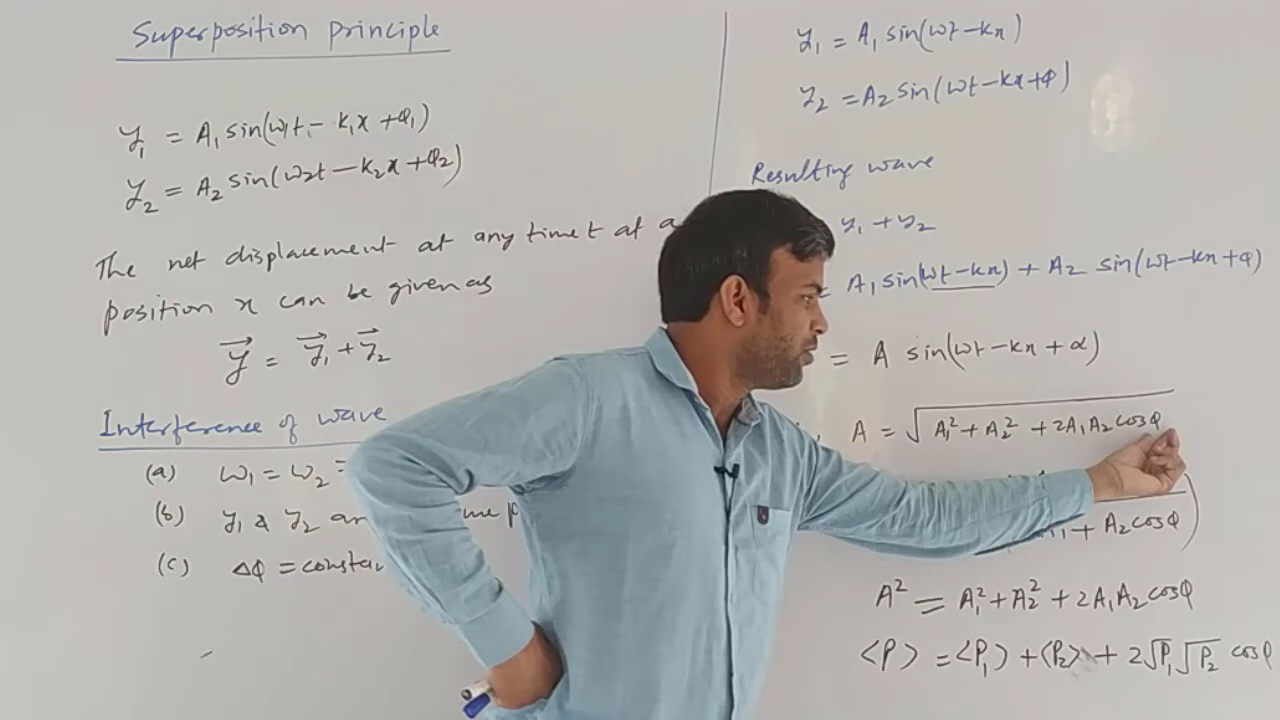 Superposition principle
y₁ = A₁ sin(ω₁t - k₁x + φ₁)
y₂ = A₂ sin(ω₂t - k₂x + φ₂)
The net displacement at any time t at a
position x can be given as
y⃗ = y⃗₁ + y⃗₂
Interference of wave
(a) ω₁ = ω₂ =
(b) y₁ & y₂
(c) Δφ = constan
y₁ = A₁ sin(ωt - kx)
y₂ = A₂ sin(ωt - kx + φ)
Resulting wave
y₁ + y₂
= A₁ sin(ωt - kx) + A₂ sin(ωt - kx + φ)
= A sin(ωt - kx + α)
A = √(A₁² + A₂² + 2A₁A₂ cosφ)
+ A₂ cosφ)
A² = A₁² + A₂² + 2A₁A₂ cosφ
⟨P⟩ = ⟨P₁⟩ + ⟨P₂⟩ + 2√P₁ √P₂ cosφ